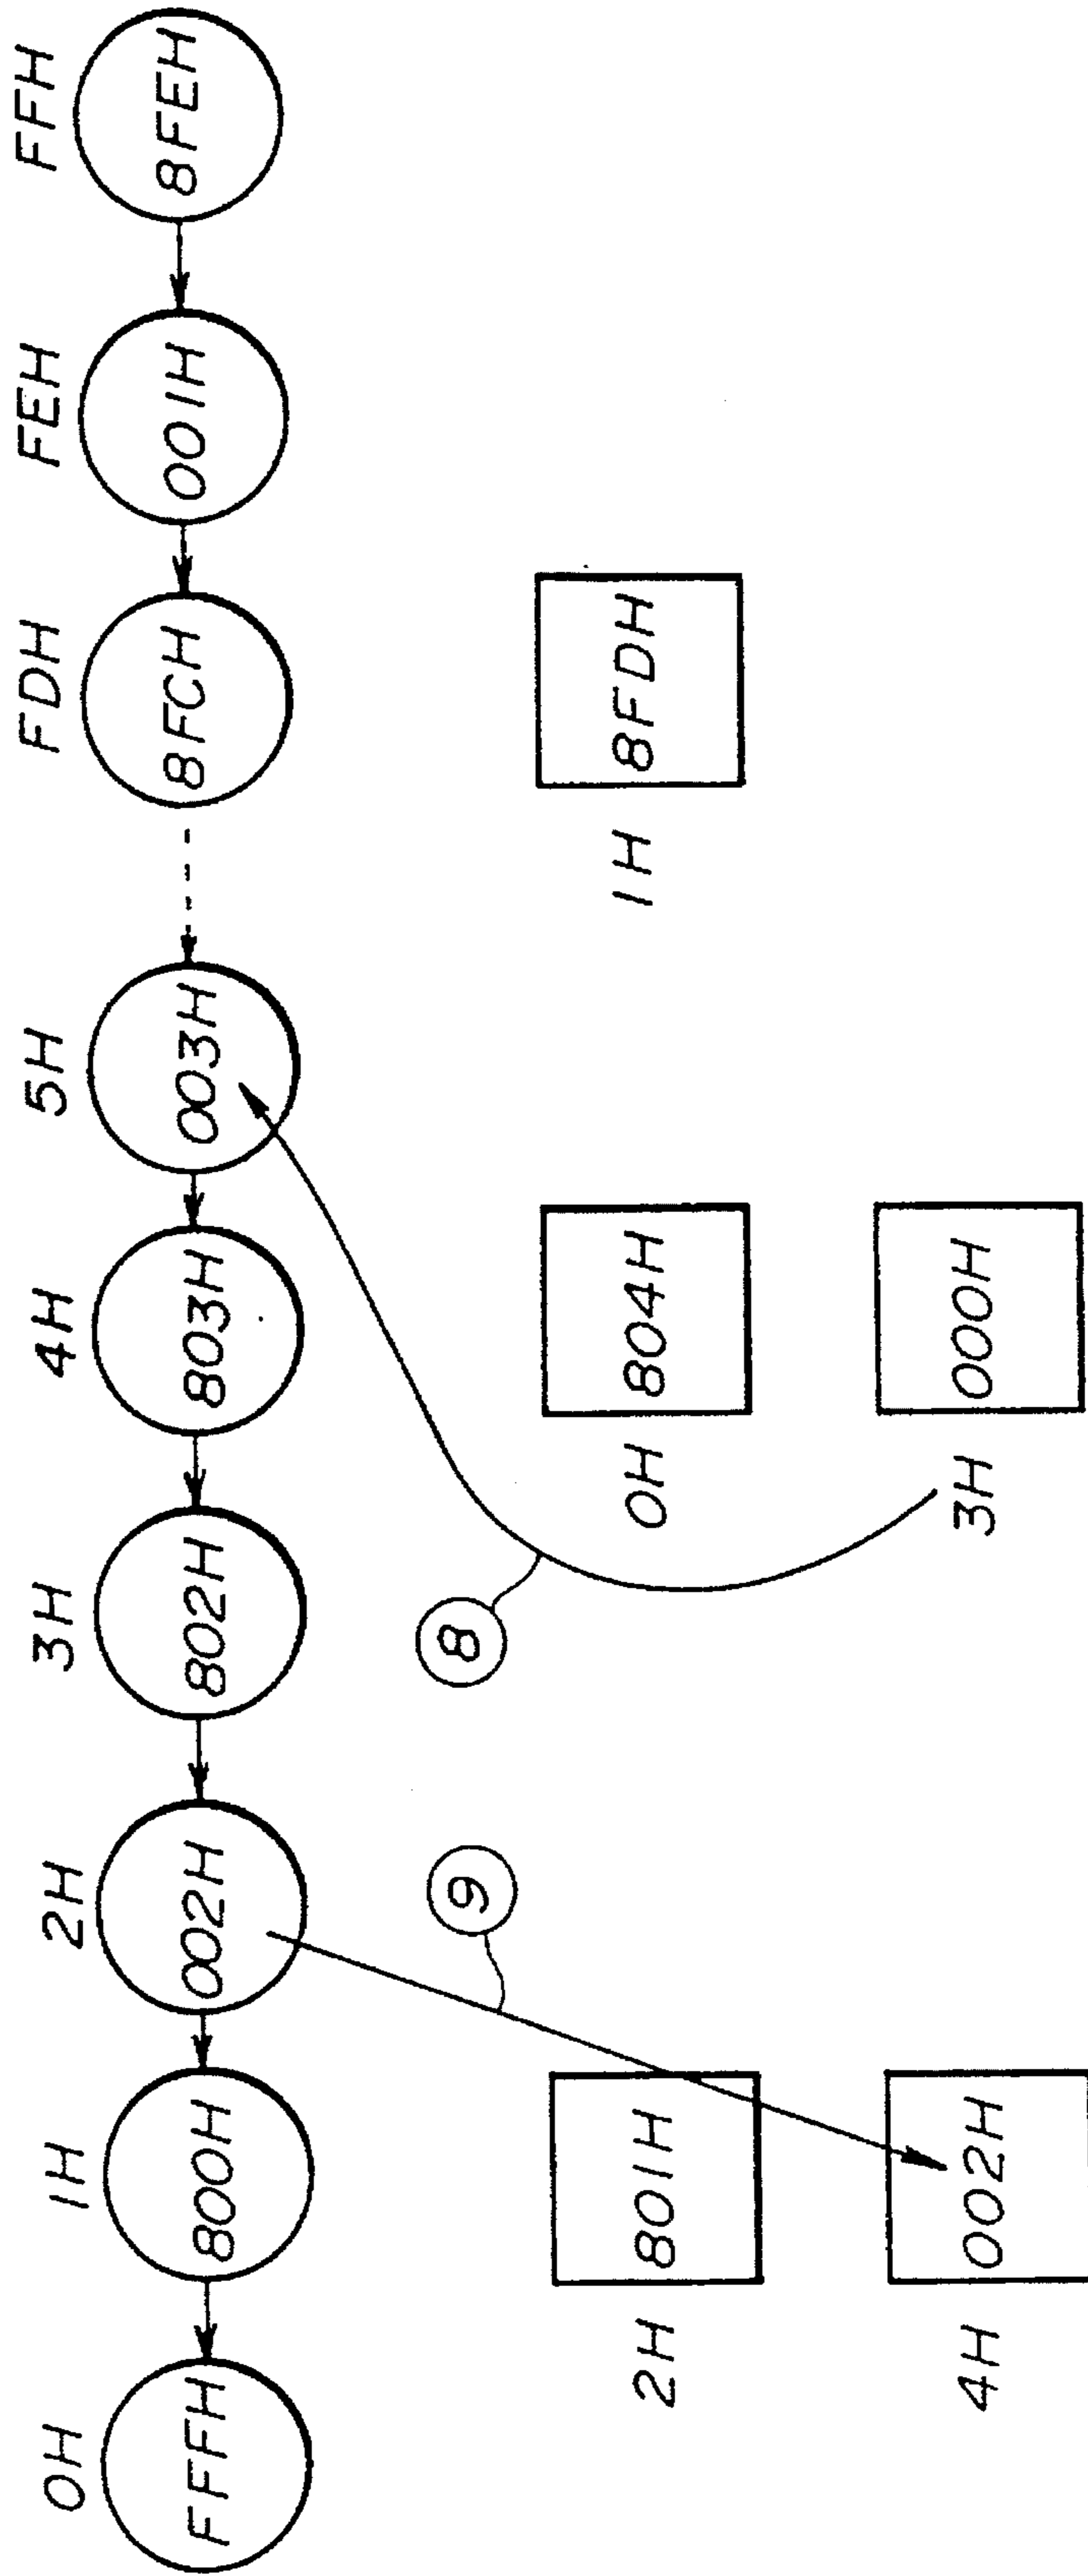 0H 1H 2H 3H 4H 5H FDH FEH FFH
FFFH 800H 002H 802H 803H 003H 8FCH 001H 8FEH
9 8
2H 801H 0H 804H 1H 8FDH
4H 002H 3H 000H